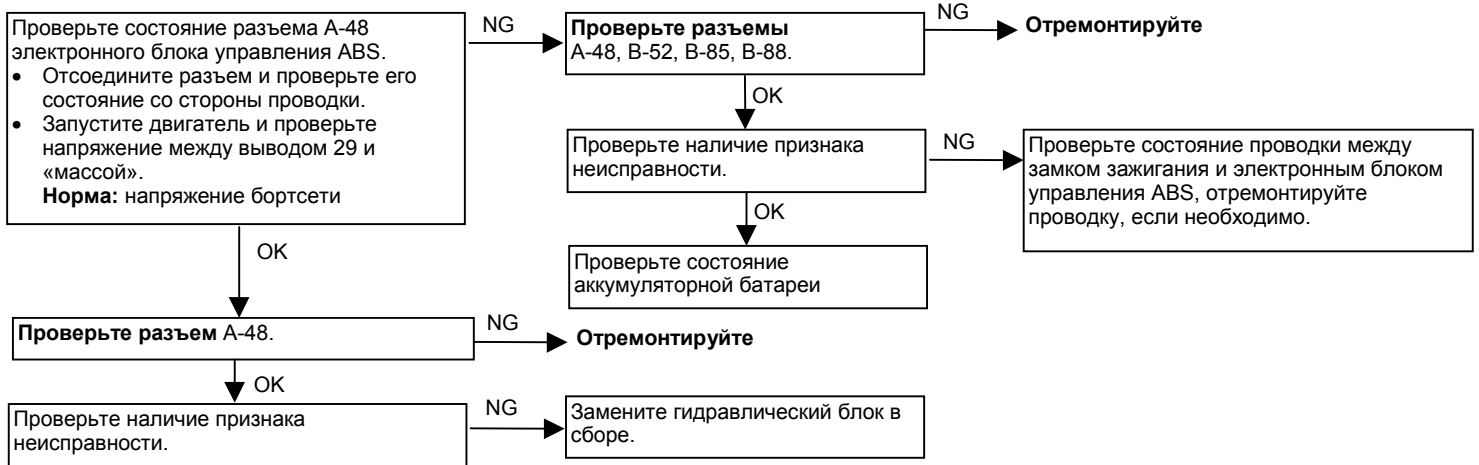 Проверьте состояние разъема A-48
электронного блока управления ABS.
• Отсоедините разъем и проверьте его
состояние со стороны проводки.
• Запустите двигатель и проверьте
напряжение между выводом 29 и
«массой».
Норма: напряжение бортсети
NG
Проверьте разъемы
A-48, B-52, B-85, B-88.
NG
Отремонтируйте
OK
Проверьте наличие признака
неисправности.
NG
Проверьте состояние проводки между
замком зажигания и электронным блоком
управления ABS, отремонтируйте
проводку, если необходимо.
OK
Проверьте состояние
аккумуляторной батареи
OK
Проверьте разъем A-48.
NG
Отремонтируйте
OK
Проверьте наличие признака
неисправности.
NG
Замените гидравлический блок в
сборе.